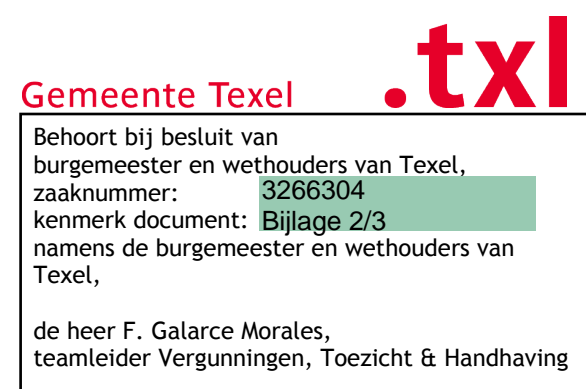 .txl
Gemeente Texel
Behoort bij besluit van
burgemeester en wethouders van Texel,
zaaknummer: 3266304
kenmerk document: Bijlage 2/3
namens de burgemeester en wethouders van
Texel,
de heer F. Galarce Morales,
teamleider Vergunningen, Toezicht & Handhaving